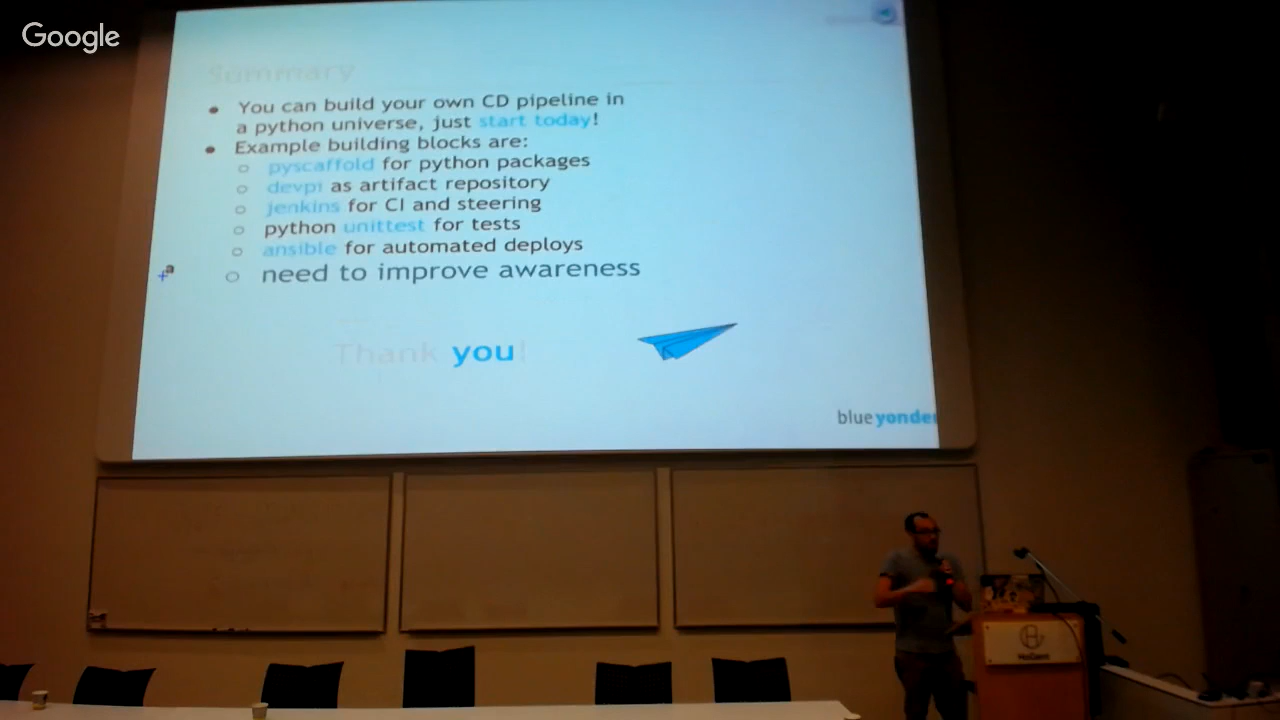 Google
Summary
You can build your own CD pipeline in
a python universe, just start today!
Example building blocks are:
pyscaffold for python packages
devpi as artifact repository
jenkins for CI and steering
python unittest for tests
ansible for automated deploys
need to improve awareness
Thank you!
blueyonder
HoGent